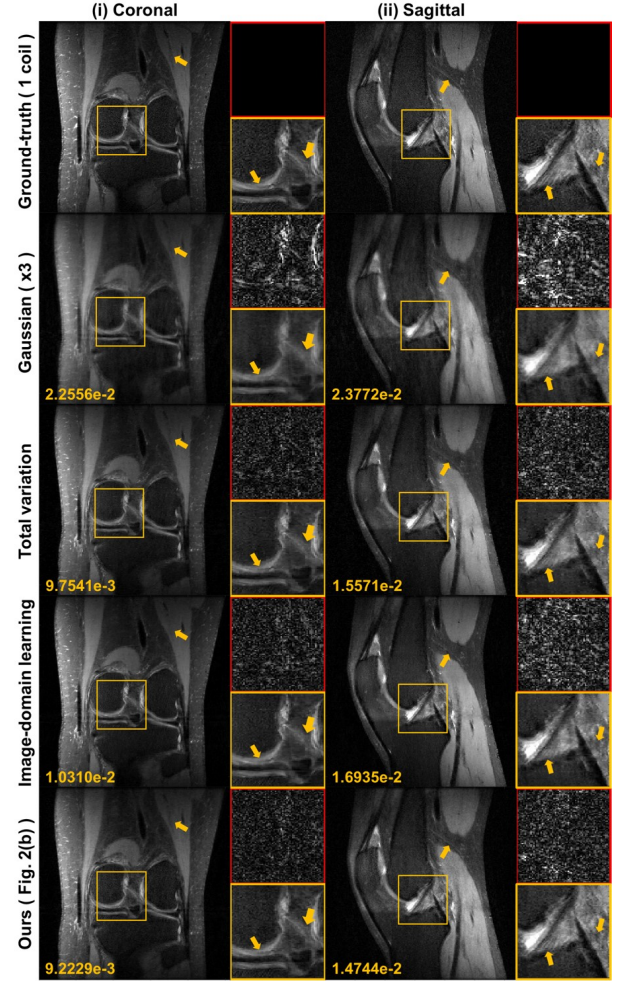 (i) Coronal
(ii) Sagittal
Ground-truth ( 1 coil )
Gaussian ( x3 )
2.2556e-2
2.3772e-2
Total variation
9.7541e-3
1.5571e-2
Image-domain learning
1.0310e-2
1.6935e-2
Ours ( Fig. 2(b) )
9.2229e-3
1.4744e-2